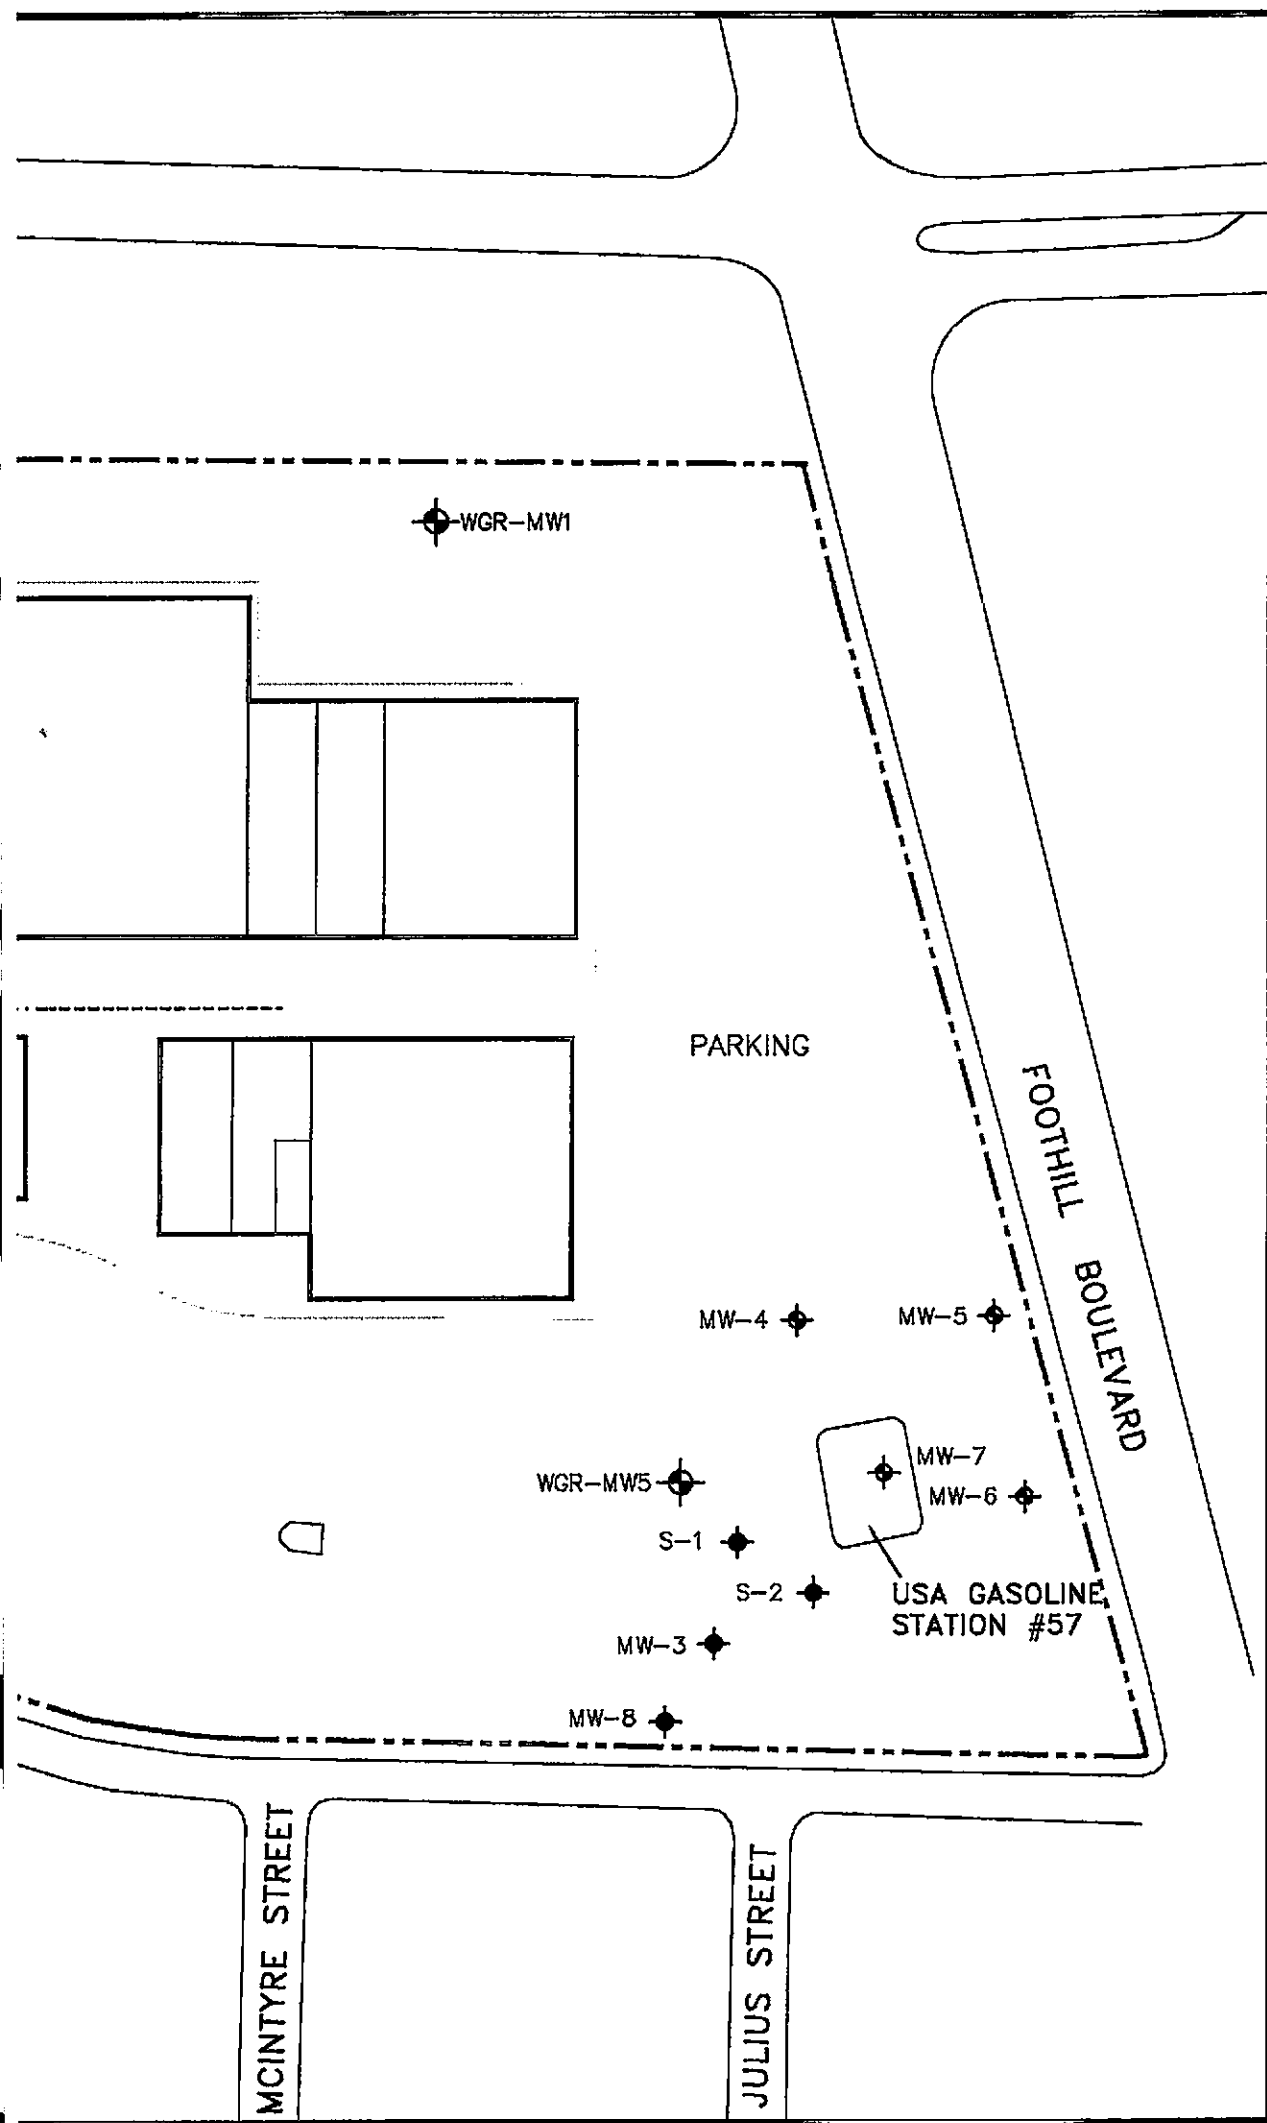 WGR-MW1
PARKING
FOOTHILL BOULEVARD
MW-4
MW-5
MW-7
WGR-MW5
MW-6
S-1
S-2
USA GASOLINE
STATION #57
MW-3
MW-8
MCINTYRE STREET
JULIUS STREET